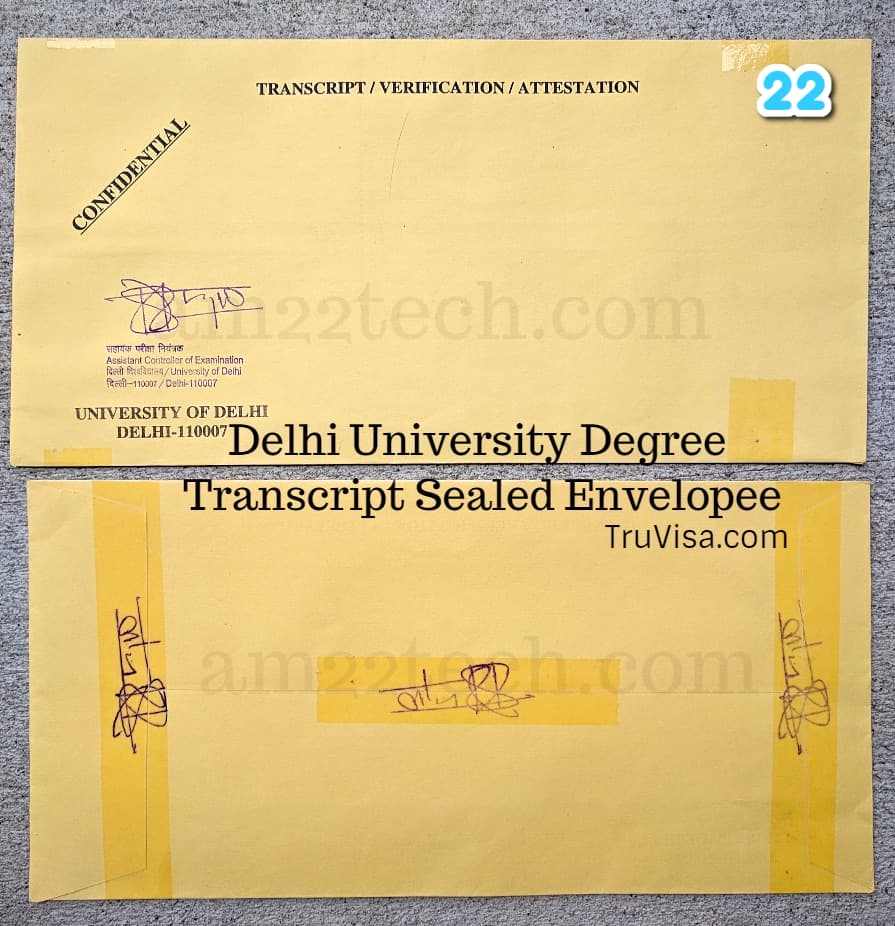 22
TRANSCRIPT / VERIFICATION / ATTESTATION
CONFIDENTIAL
am22tech.com
सहायक परीक्षा नियंत्रक
Assistant Controller of Examination
दिल्ली विश्वविद्यालय / University of Delhi
दिल्ली-110007 / Delhi-110007
UNIVERSITY OF DELHI
DELHI-110007
Delhi University Degree
Transcript Sealed Envelopee
TruVisa.com
am22tech.com